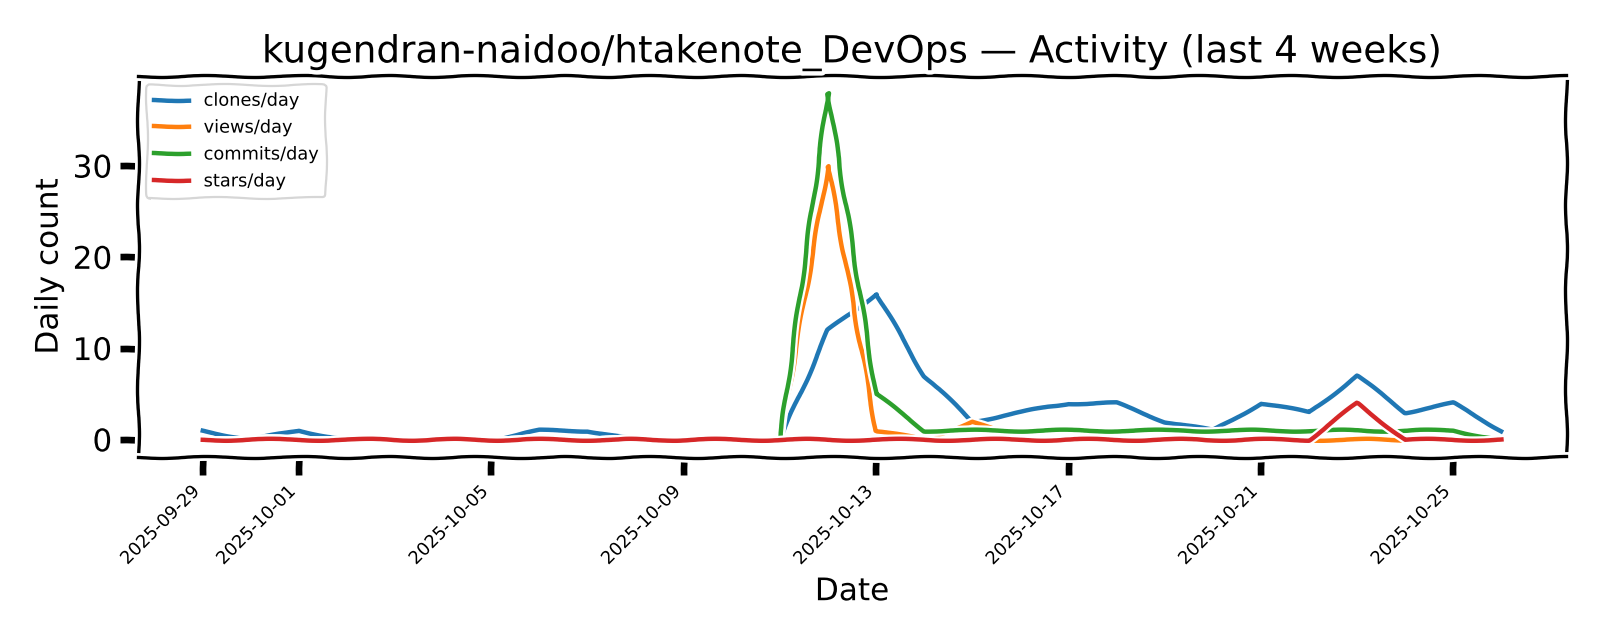 kugendran-naidoo/htakenote_DevOps — Activity (last 4 weeks)
clones/day
views/day
commits/day
stars/day
Daily count
30
20
10
0
2025-09-29
2025-10-01
2025-10-05
2025-10-09
2025-10-13
2025-10-17
2025-10-21
2025-10-25
Date